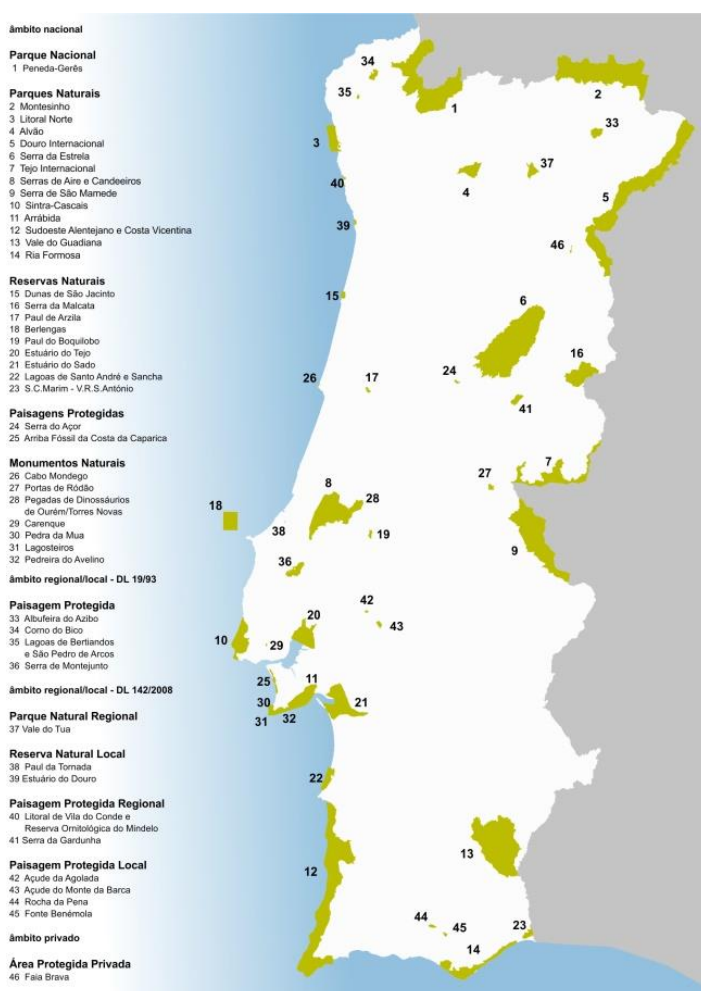 âmbito nacional
Parque Nacional
1 Peneda-Gerês
Parques Naturais
2 Montesinho
3 Litoral Norte
4 Alvão
5 Douro Internacional
6 Serra da Estrela
7 Tejo Internacional
8 Serras de Aire e Candeeiros
9 Serra de São Mamede
10 Sintra-Cascais
11 Arrábida
12 Sudoeste Alentejano e Costa Vicentina
13 Vale do Guadiana
14 Ria Formosa
Reservas Naturais
15 Dunas de São Jacinto
16 Serra da Malcata
17 Paul de Arzila
18 Berlengas
19 Paul do Boquilobo
20 Estuário do Tejo
21 Estuário do Sado
22 Lagoas de Santo André e Sancha
23 S.C.Marim - V.R.S.António
Paisagens Protegidas
24 Serra do Açor
25 Arriba Fóssil da Costa da Caparica
Monumentos Naturais
26 Cabo Mondego
27 Portas de Ródão
28 Pegadas de Dinossáurios
de Ourém/Torres Novas
29 Carenque
30 Pedra da Mua
31 Lagosteiros
32 Pedreira do Avelino
âmbito regional/local - DL 19/93
Paisagem Protegida
33 Albufeira do Azibo
34 Corno do Bico
35 Lagoas de Bertiandos
e São Pedro de Arcos
36 Serra de Montejunto
âmbito regional/local - DL 142/2008
Parque Natural Regional
37 Vale do Tua
Reserva Natural Local
38 Paul da Tornada
39 Estuário do Douro
Paisagem Protegida Regional
40 Litoral de Vila do Conde e
Reserva Ornitológica do Mindelo
41 Serra da Gardunha
Paisagem Protegida Local
42 Açude da Agolada
43 Açude do Monte da Barca
44 Rocha da Pena
45 Fonte Benémola
âmbito privado
Área Protegida Privada
46 Faia Brava
34
35
1
2
33
3
37
4
40
5
39
46
15
6
16
26
17
24
41
7
27
8
28
18
38
19
9
36
42
43
20
10
29
25
11
30
31
32
21
22
13
12
44
45
23
14